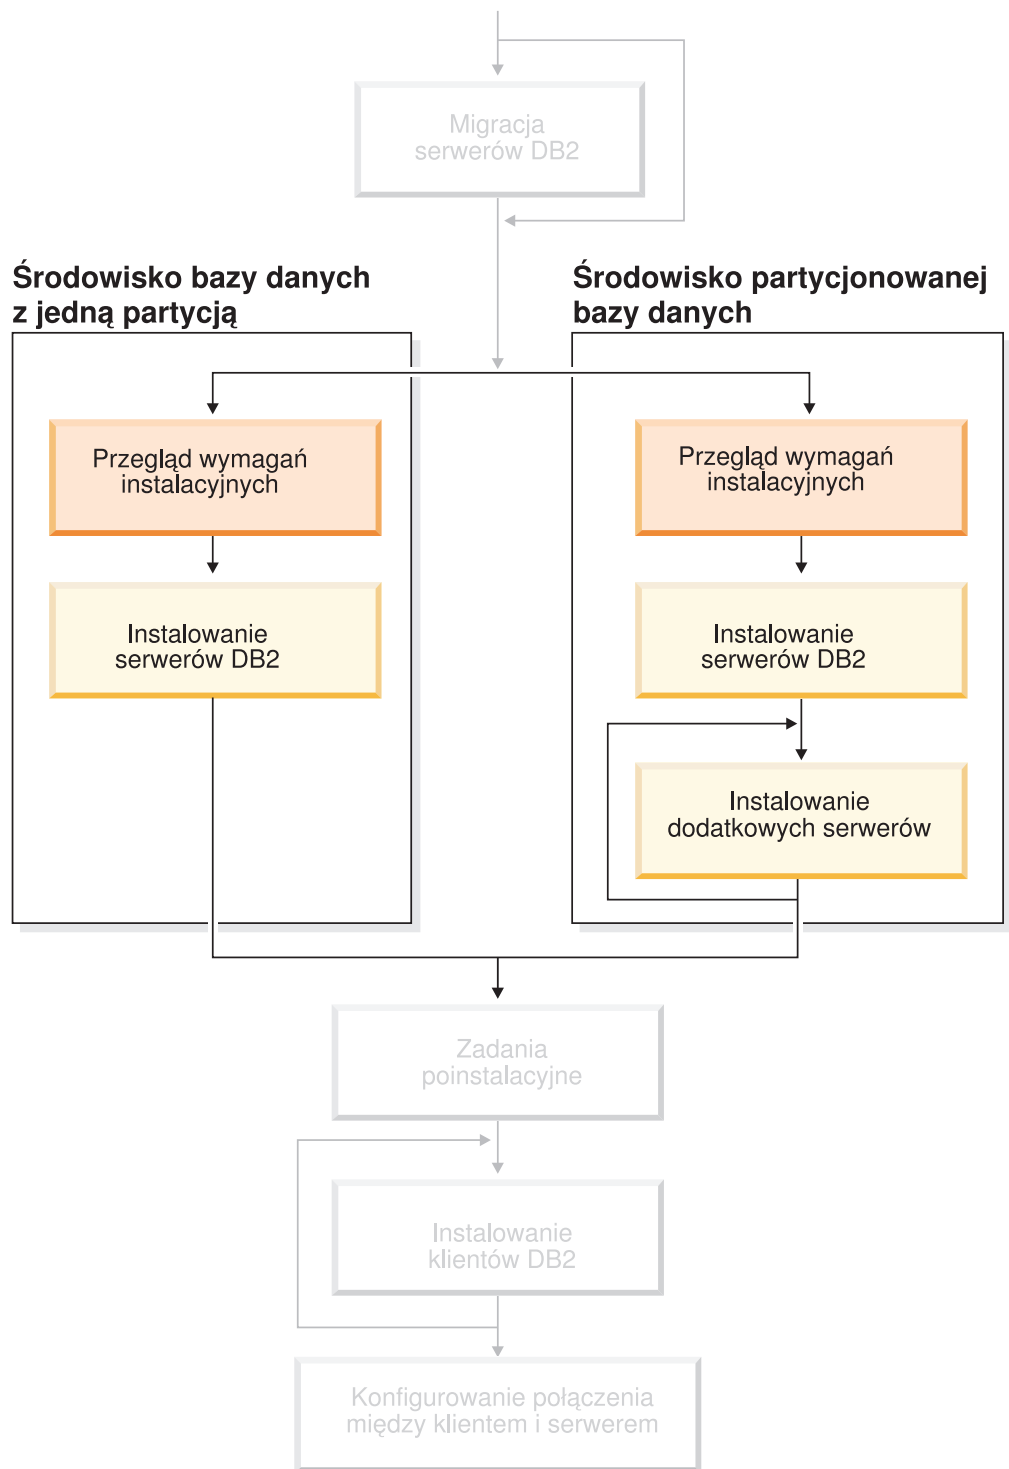 Migracja
serwerów DB2
Środowisko bazy danych
z jedną partycją
Środowisko partycjonowanej
bazy danych
Przegląd wymagań
instalacyjnych
Przegląd wymagań
instalacyjnych
Instalowanie
serwerów DB2
Instalowanie
serwerów DB2
Instalowanie
dodatkowych serwerów
Zadania
poinstalacyjne
Instalowanie
klientów DB2
Konfigurowanie połączenia
między klientem i serwerem